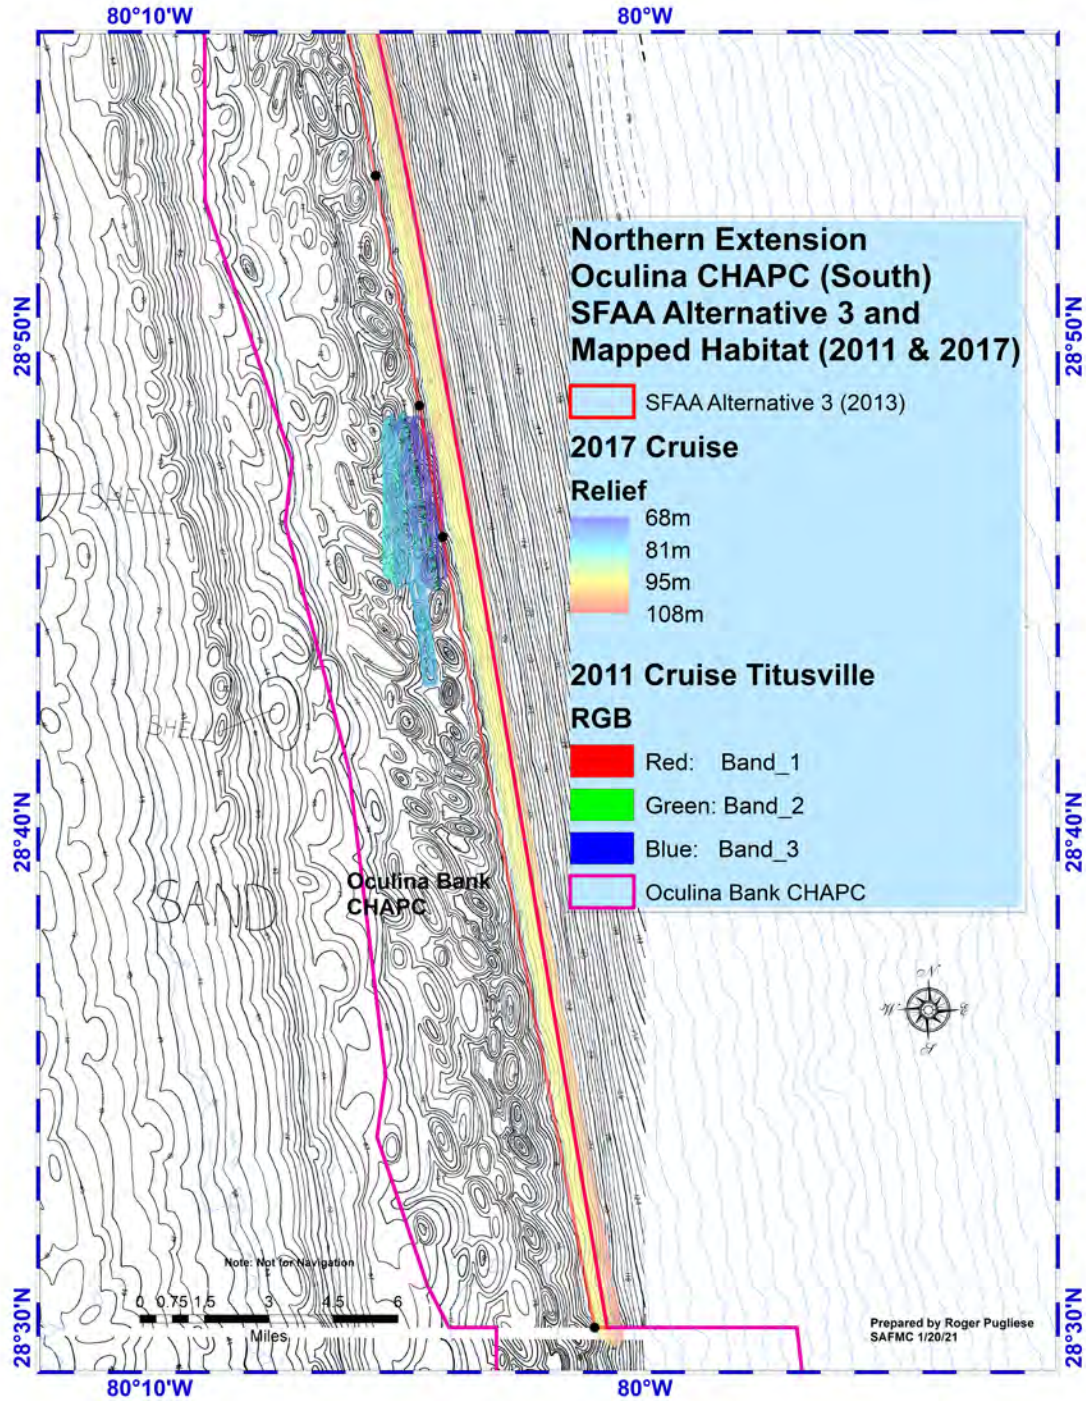 80°10'W
80°W
28°50'N
28°50'N
Northern Extension
Oculina CHAPC (South)
SFAA Alternative 3 and
Mapped Habitat (2011 & 2017)
SFAA Alternative 3 (2013)
2017 Cruise
Relief
68m
81m
95m
108m
2011 Cruise Titusville
RGB
Red: Band_1
Green: Band_2
Blue: Band_3
Oculina Bank CHAPC
SHELL
SHELL
28°40'N
28°40'N
SAND
Oculina Bank
CHAPC
N
W
E
S
Note: Not for Navigation
0 0.75 1.5 3 4.5 6
Miles
Prepared by Roger Pugliese
SAFMC 1/20/21
28°30'N
28°30'N
80°10'W
80°W